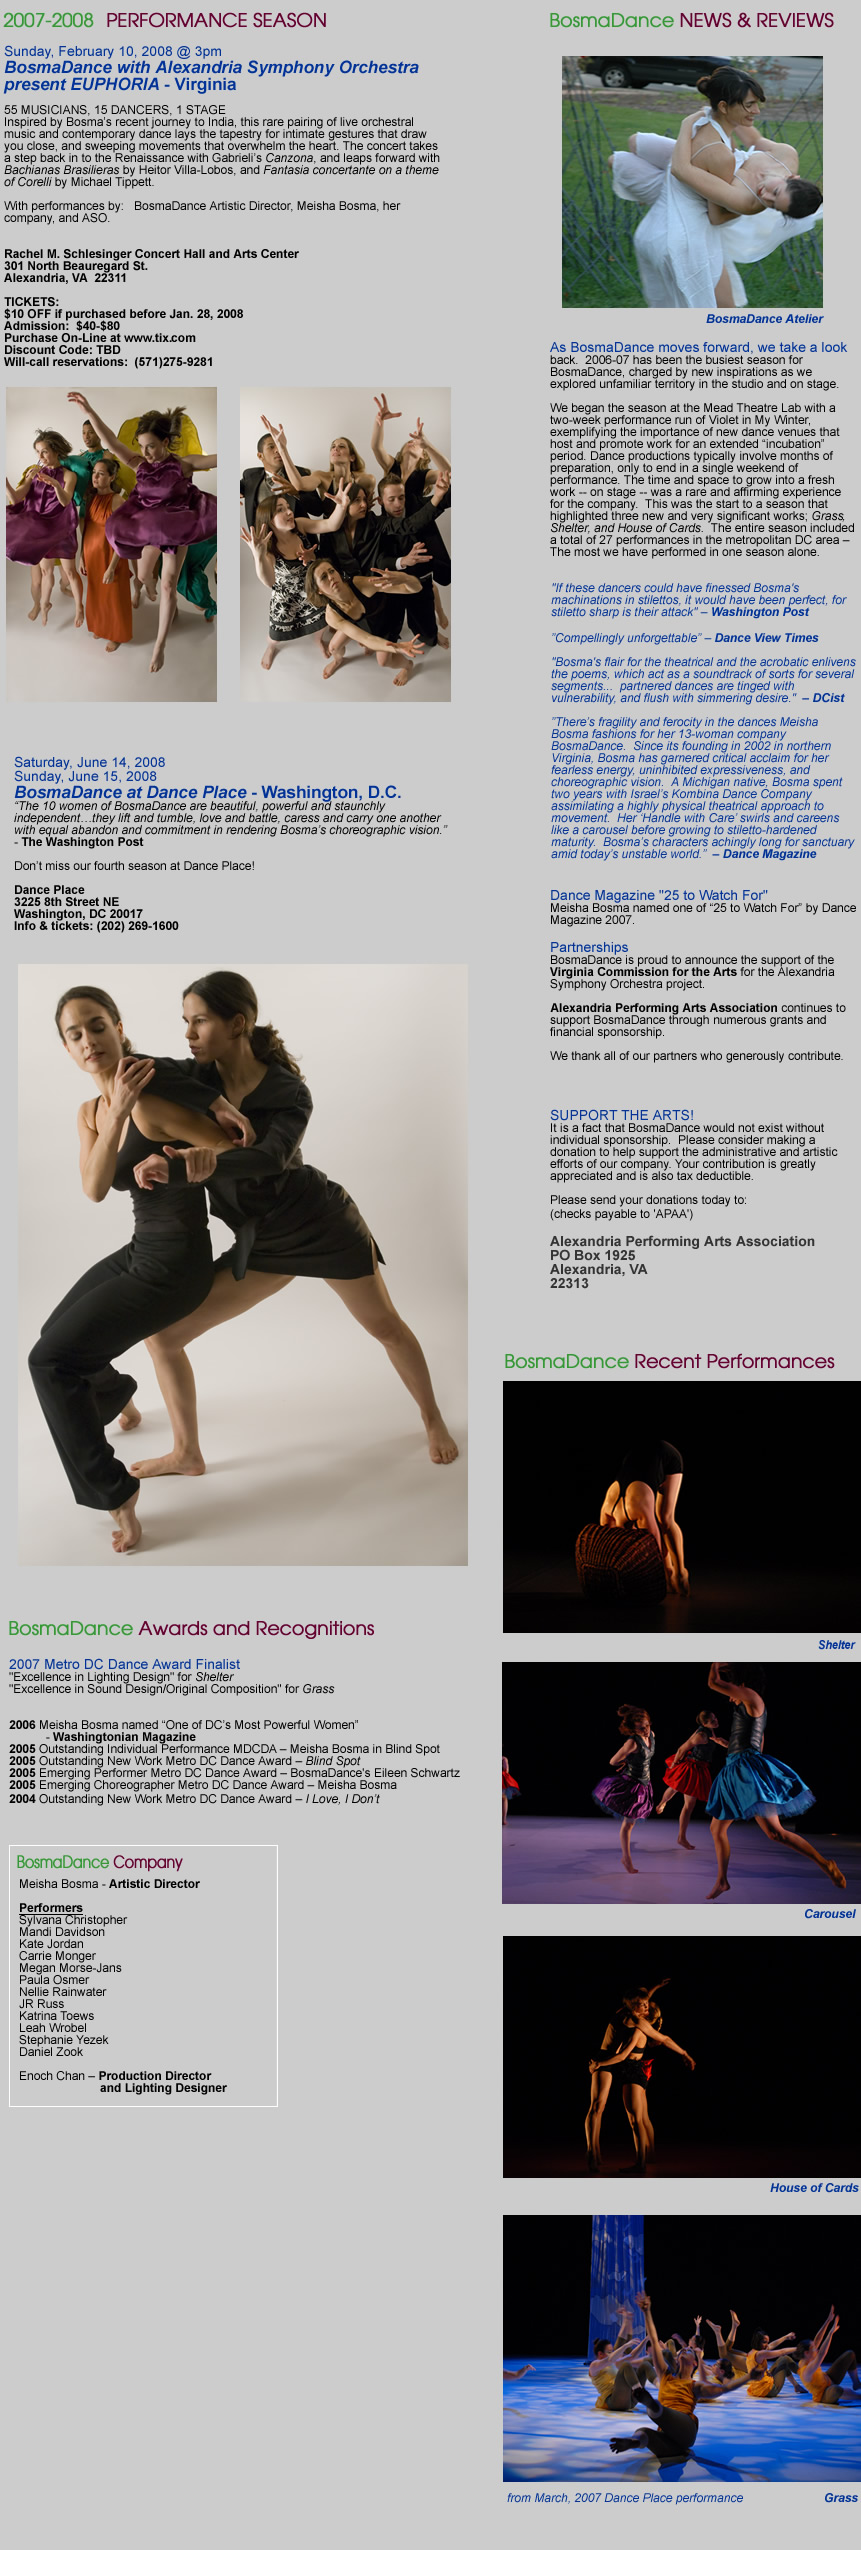 2007-2008 PERFORMANCE SEASON
Sunday, February 10, 2008 @ 3pm
BosmaDance with Alexandria Symphony Orchestra
present EUPHORIA - Virginia
55 MUSICIANS, 15 DANCERS, 1 STAGE
Inspired by Bosma's recent journey to India, this rare pairing of live orchestral
music and contemporary dance lays the tapestry for intimate gestures that draw
you close, and sweeping movements that overwhelm the heart. The concert takes
a step back in to the Renaissance with Gabrieli's Canzona, and leaps forward with
Bachianas Brasilieras by Heitor Villa-Lobos, and Fantasia concertante on a theme
of Corelli by Michael Tippett.
With performances by: BosmaDance Artistic Director, Meisha Bosma, her
company, and ASO.
Rachel M. Schlesinger Concert Hall and Arts Center
301 North Beauregard St.
Alexandria, VA 22311
TICKETS:
$10 OFF if purchased before Jan. 28, 2008
Admission: $40-$80
Purchase On-Line at www.tix.com
Discount Code: TBD
Will-call reservations: (571)275-9281
Saturday, June 14, 2008
Sunday, June 15, 2008
BosmaDance at Dance Place - Washington, D.C.
“The 10 women of BosmaDance are beautiful, powerful and staunchly
independent…they lift and tumble, love and battle, caress and carry one another
with equal abandon and commitment in rendering Bosma's choreographic vision.”
- The Washington Post
Don't miss our fourth season at Dance Place!
Dance Place
3225 8th Street NE
Washington, DC 20017
Info & tickets: (202) 269-1600
BosmaDance Awards and Recognitions
2007 Metro DC Dance Award Finalist
"Excellence in Lighting Design" for Shelter
"Excellence in Sound Design/Original Composition" for Grass
2006 Meisha Bosma named “One of DC's Most Powerful Women”
- Washingtonian Magazine
2005 Outstanding Individual Performance MDCDA – Meisha Bosma in Blind Spot
2005 Outstanding New Work Metro DC Dance Award – Blind Spot
2005 Emerging Performer Metro DC Dance Award – BosmaDance's Eileen Schwartz
2005 Emerging Choreographer Metro DC Dance Award – Meisha Bosma
2004 Outstanding New Work Metro DC Dance Award – I Love, I Don't
BosmaDance Company
Meisha Bosma - Artistic Director
Performers
Sylvana Christopher
Mandi Davidson
Kate Jordan
Carrie Monger
Megan Morse-Jans
Paula Osmer
Nellie Rainwater
JR Russ
Katrina Toews
Leah Wrobel
Stephanie Yezek
Daniel Zook
Enoch Chan – Production Director
and Lighting Designer
BosmaDance NEWS & REVIEWS
BosmaDance Atelier
As BosmaDance moves forward, we take a look
back. 2006-07 has been the busiest season for
BosmaDance, charged by new inspirations as we
explored unfamiliar territory in the studio and on stage.
We began the season at the Mead Theatre Lab with a
two-week performance run of Violet in My Winter,
exemplifying the importance of new dance venues that
host and promote work for an extended “incubation”
period. Dance productions typically involve months of
preparation, only to end in a single weekend of
performance. The time and space to grow into a fresh
work -- on stage -- was a rare and affirming experience
for the company. This was the start to a season that
highlighted three new and very significant works; Grass,
Shelter, and House of Cards. The entire season included
a total of 27 performances in the metropolitan DC area –
The most we have performed in one season alone.
"If these dancers could have finessed Bosma's
machinations in stilettos, it would have been perfect, for
stiletto sharp is their attack" – Washington Post
"Compellingly unforgettable” – Dance View Times
"Bosma's flair for the theatrical and the acrobatic enlivens
the poems, which act as a soundtrack of sorts for several
segments... partnered dances are tinged with
vulnerability, and flush with simmering desire." – DCist
"There's fragility and ferocity in the dances Meisha
Bosma fashions for her 13-woman company
BosmaDance. Since its founding in 2002 in northern
Virginia, Bosma has garnered critical acclaim for her
fearless energy, uninhibited expressiveness, and
choreographic vision. A Michigan native, Bosma spent
two years with Israel's Kombina Dance Company
assimilating a highly physical theatrical approach to
movement. Her 'Handle with Care' swirls and careens
like a carousel before growing to stiletto-hardened
maturity. Bosma's characters achingly long for sanctuary
amid today's unstable world.” – Dance Magazine
Dance Magazine "25 to Watch For"
Meisha Bosma named one of “25 to Watch For” by Dance
Magazine 2007.
Partnerships
BosmaDance is proud to announce the support of the
Virginia Commission for the Arts for the Alexandria
Symphony Orchestra project.
Alexandria Performing Arts Association continues to
support BosmaDance through numerous grants and
financial sponsorship.
We thank all of our partners who generously contribute.
SUPPORT THE ARTS!
It is a fact that BosmaDance would not exist without
individual sponsorship. Please consider making a
donation to help support the administrative and artistic
efforts of our company. Your contribution is greatly
appreciated and is also tax deductible.
Please send your donations today to:
(checks payable to 'APAA')
Alexandria Performing Arts Association
PO Box 1925
Alexandria, VA
22313
BosmaDance Recent Performances
Shelter
Carousel
House of Cards
from March, 2007 Dance Place performance Grass